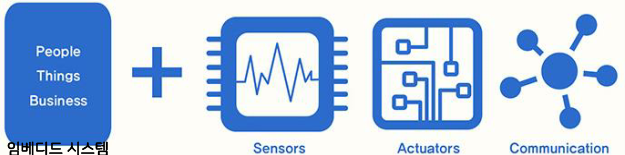 People
Things
Business
임베디드 시스템
Sensors
Actuators
Communication